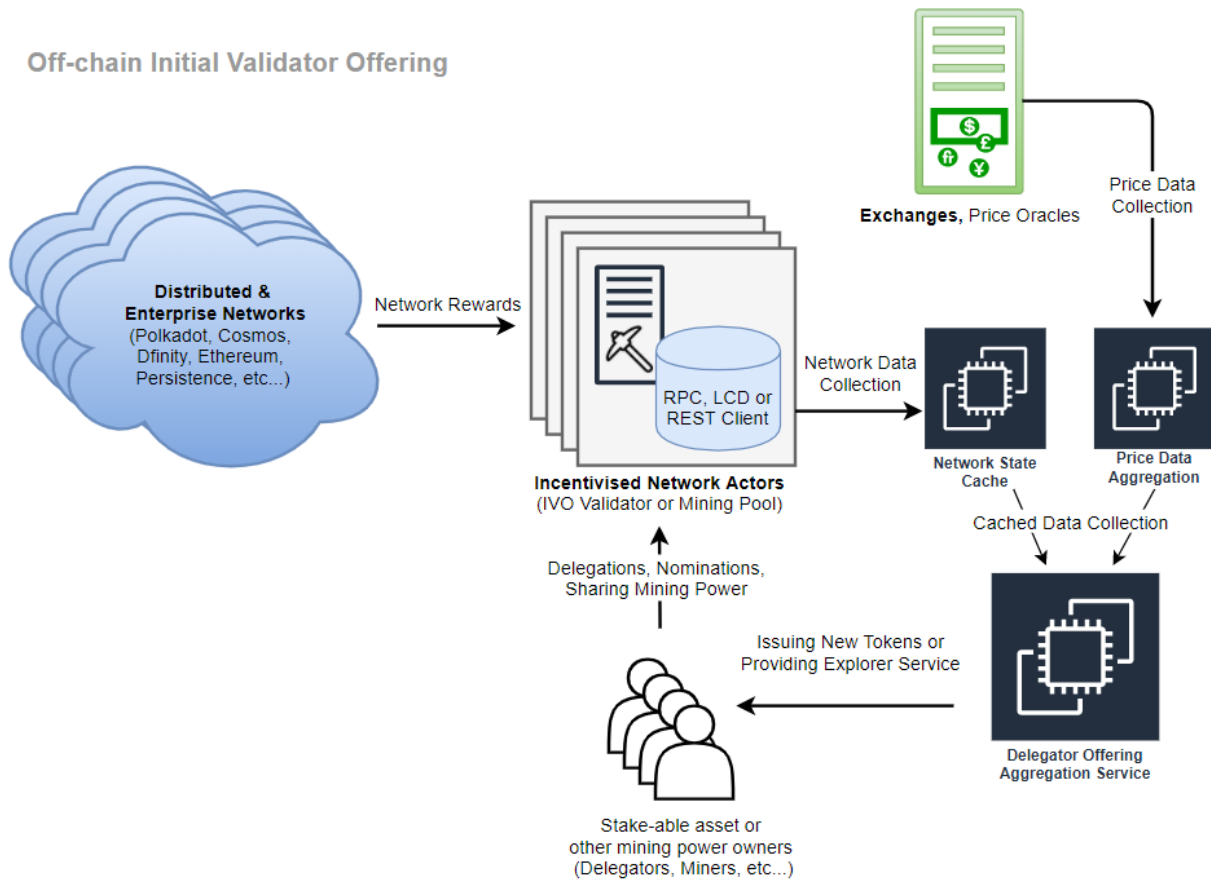 Off-chain Initial Validator Offering
$
£
fr
¥
Exchanges, Price Oracles
Price Data
Collection
Distributed &
Enterprise Networks
(Polkadot, Cosmos,
Dfinity, Ethereum,
Persistence, etc...)
Network Rewards
RPC, LCD or
REST Client
Network Data
Collection
Incentivised Network Actors
(IVO Validator or Mining Pool)
Network State
Cache
Price Data
Aggregation
Cached Data Collection
Delegations, Nominations,
Sharing Mining Power
Issuing New Tokens or
Providing Explorer Service
Delegator Offering
Aggregation Service
Stake-able asset or
other mining power owners
(Delegators, Miners, etc...)